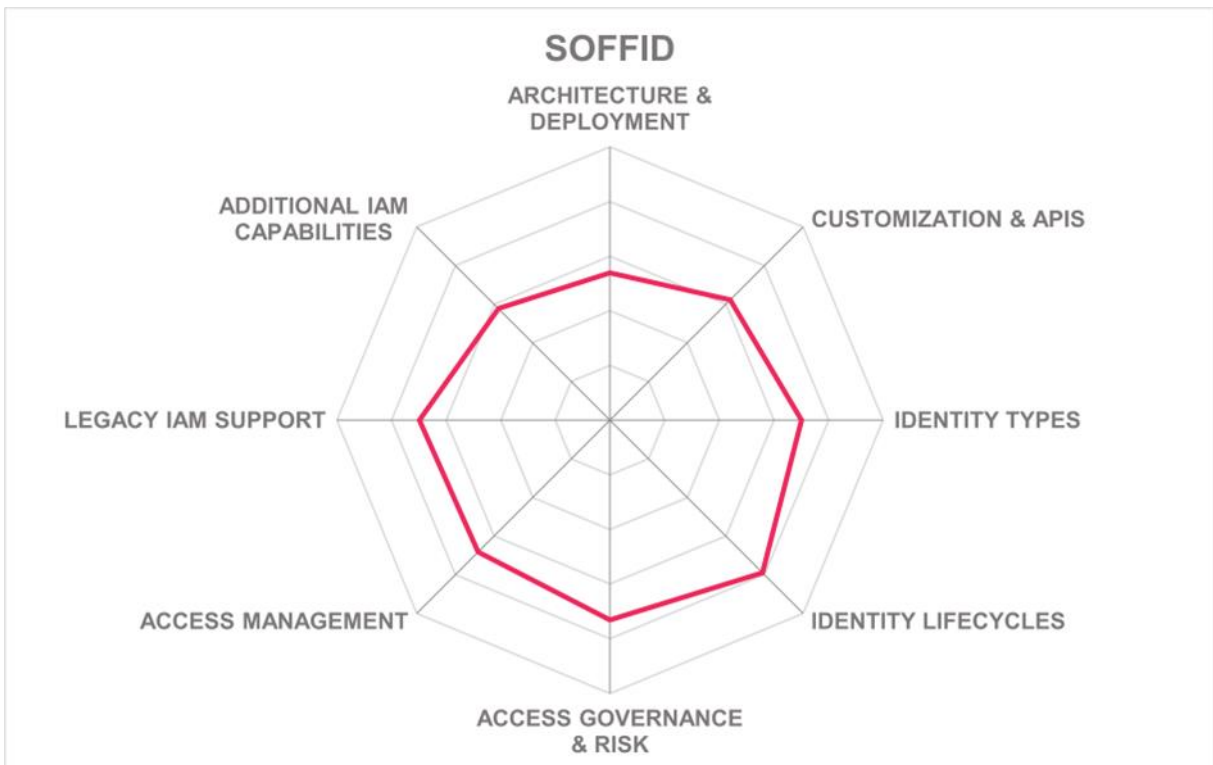 SOFFID
ARCHITECTURE &
DEPLOYMENT
ADDITIONAL IAM
CAPABILITIES
CUSTOMIZATION & APIS
LEGACY IAM SUPPORT
IDENTITY TYPES
ACCESS MANAGEMENT
IDENTITY LIFECYCLES
ACCESS GOVERNANCE
& RISK